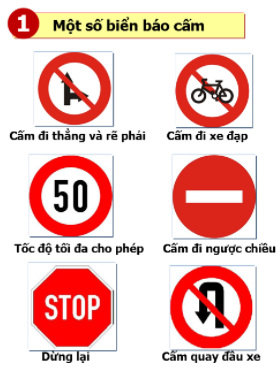 1 Một số biển báo cấm
Cấm đi thẳng và rẽ phải Cấm đi xe đạp
50
Tốc độ tối đa cho phép Cấm đi ngược chiều
STOP
Dừng lại Cấm quay đầu xe